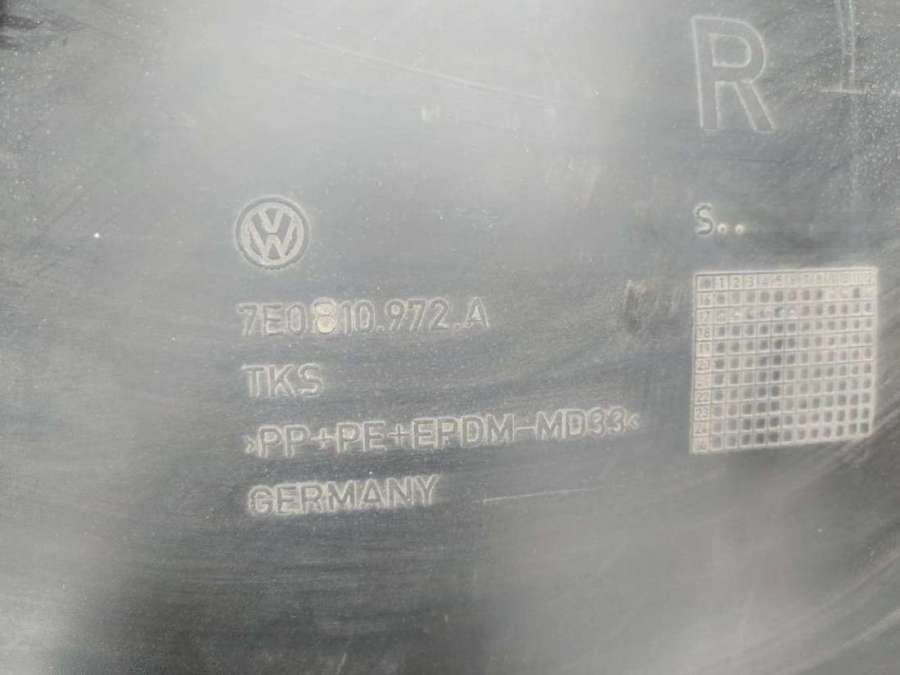 R
S..
7E0.810.972.A
TKS
>PP+PE+EPDM-MD33<
GERMANY